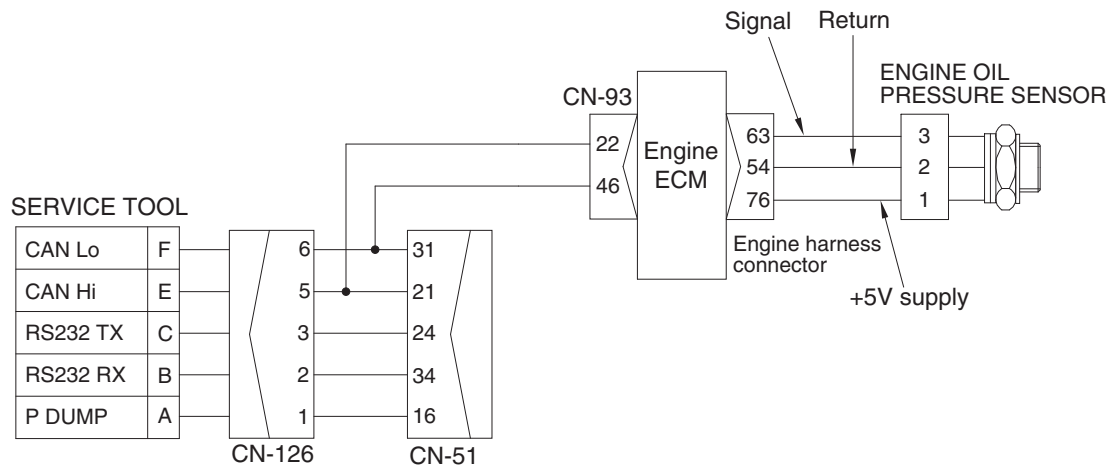 Signal Return
ENGINE OIL
PRESSURE SENSOR
CN-93
22
46
Engine
ECM
63
54
76
3
2
1
Engine harness
connector
+5V supply
SERVICE TOOL
CAN Lo F 6 31
CAN Hi E 5 21
RS232 TX C 3 24
RS232 RX B 2 34
P DUMP A 1 16
CN-126 CN-51